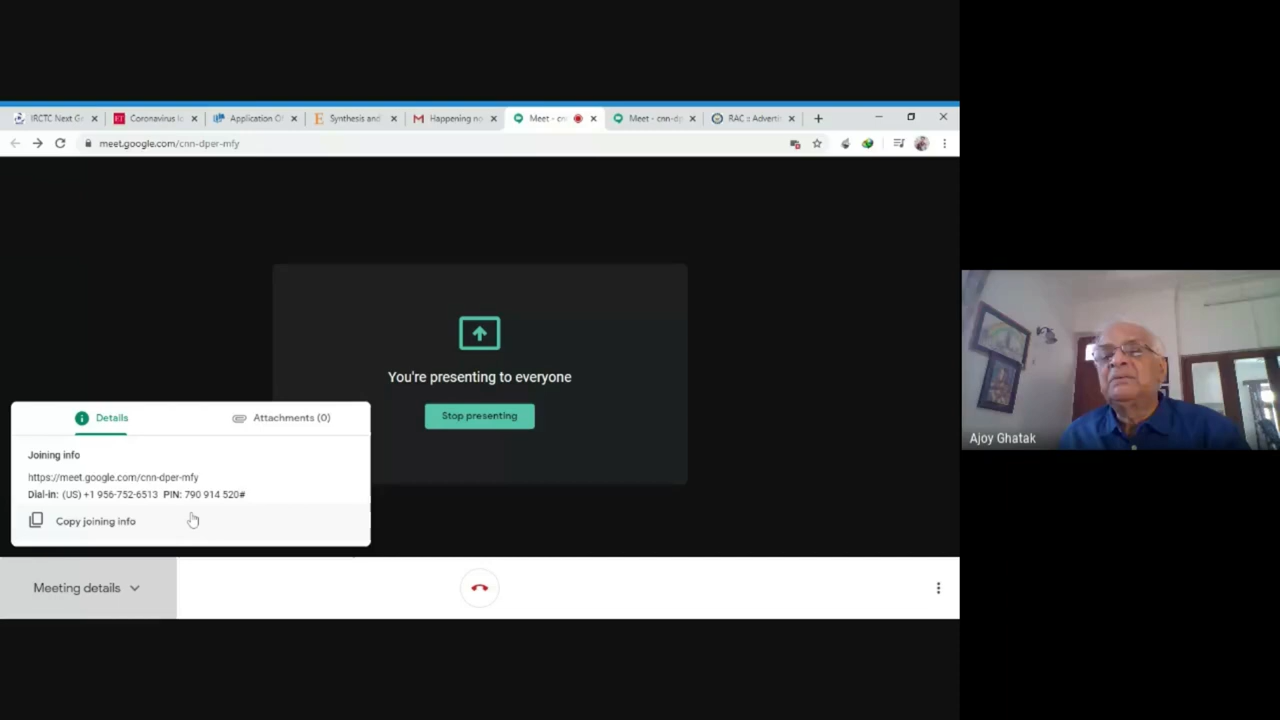 IRCTC Next G
Coronavirus
Application O
Synthesis and
Happening no
Meet - cn
Meet - cnn-dp
RAC :: Adverti
meet.google.com/cnn-dper-mfy
You're presenting to everyone
Stop presenting
Details
Attachments (0)
Joining info
https://meet.google.com/cnn-dper-mfy
Dial-in: (US) +1 956-752-6513 PIN: 790 914 520#
Copy joining info
Meeting details
Ajoy Ghatak